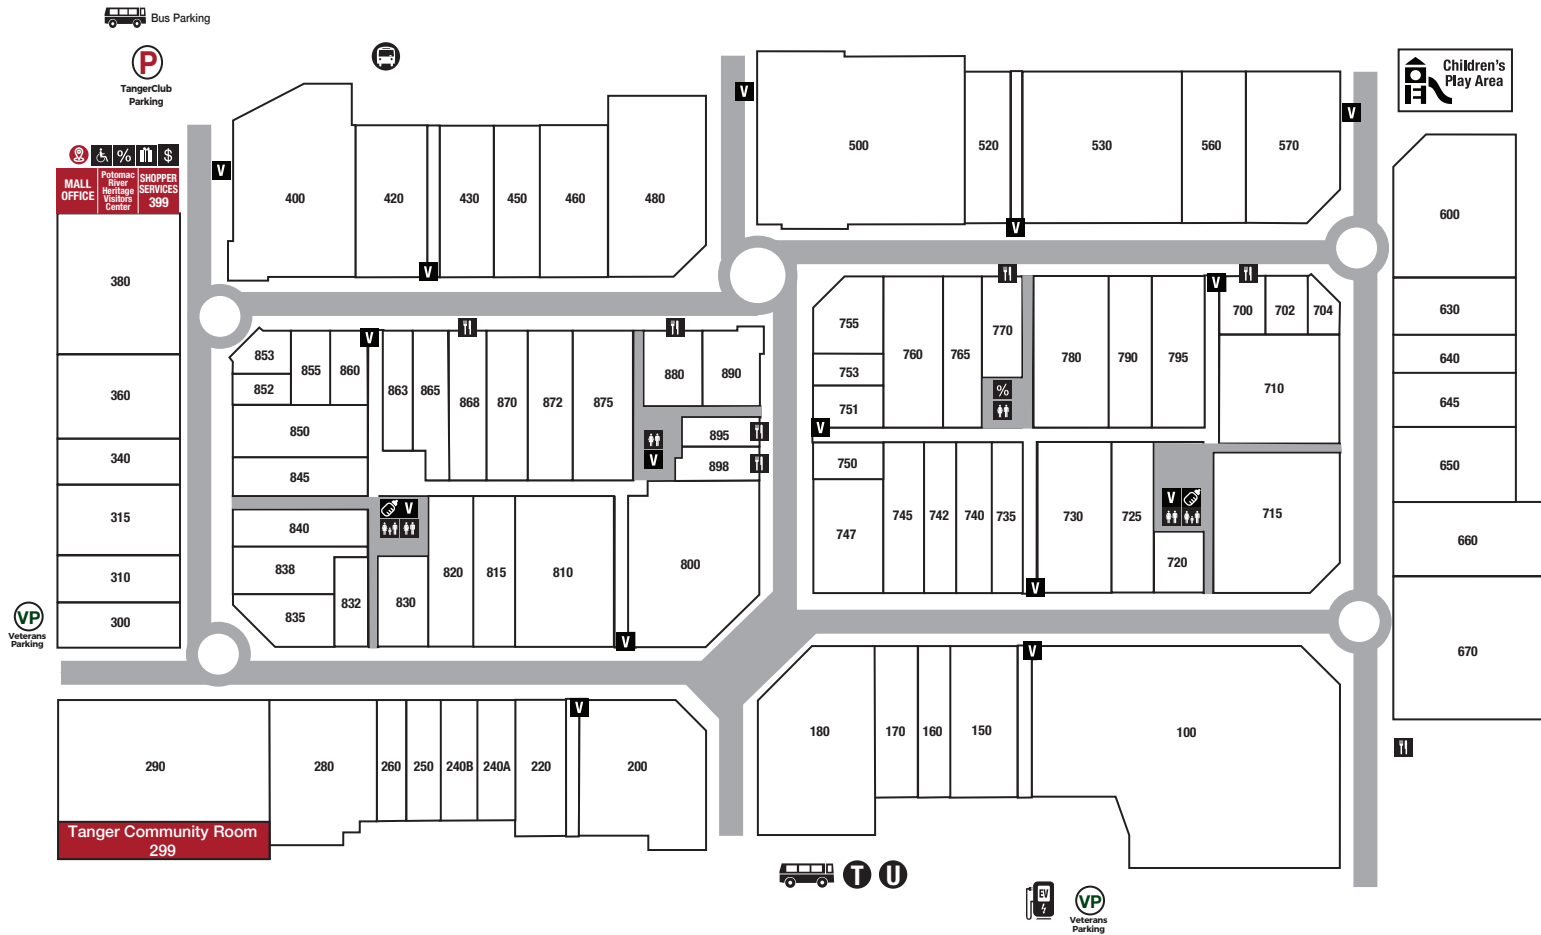 Bus Parking
P
TangerClub
Parking
Children's
Play Area
V
V
V
% $
MALL
OFFICE
Potomac
River
Heritage
Visitors
Center
SHOPPER
SERVICES
399
400
420
430
450
460
480
500
520
530
560
570
600
V
V
380
V
V
853
855
860
852
863
865
868
870
872
875
880
890
755
753
751
760
765
770
%
780
790
795
700
702
704
710
630
640
645
650
360
340
315
310
300
850
845
895
898
V
V
V
840
838
835
832
830
820
815
810
800
V
750
747
745
742
740
735
730
725
V
720
715
V
660
670
VP
Veterans
Parking
V
V
290
280
260
250
240B
240A
220
200
180
170
160
150
100
Tanger Community Room
299
T U
EV
VP
Veterans
Parking